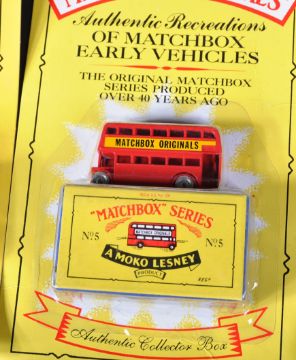 Authentic Recreations
OF MATCHBOX
EARLY VEHICLES
THE ORIGINAL MATCHBOX
SERIES PRODUCED
OVER 40 YEARS AGO
MATCHBOX ORIGINALS
"MATCHBOX" SERIES
Nº5 Nº5
A MOKO LESNEY
PRODUCT
Authentic Collector Box